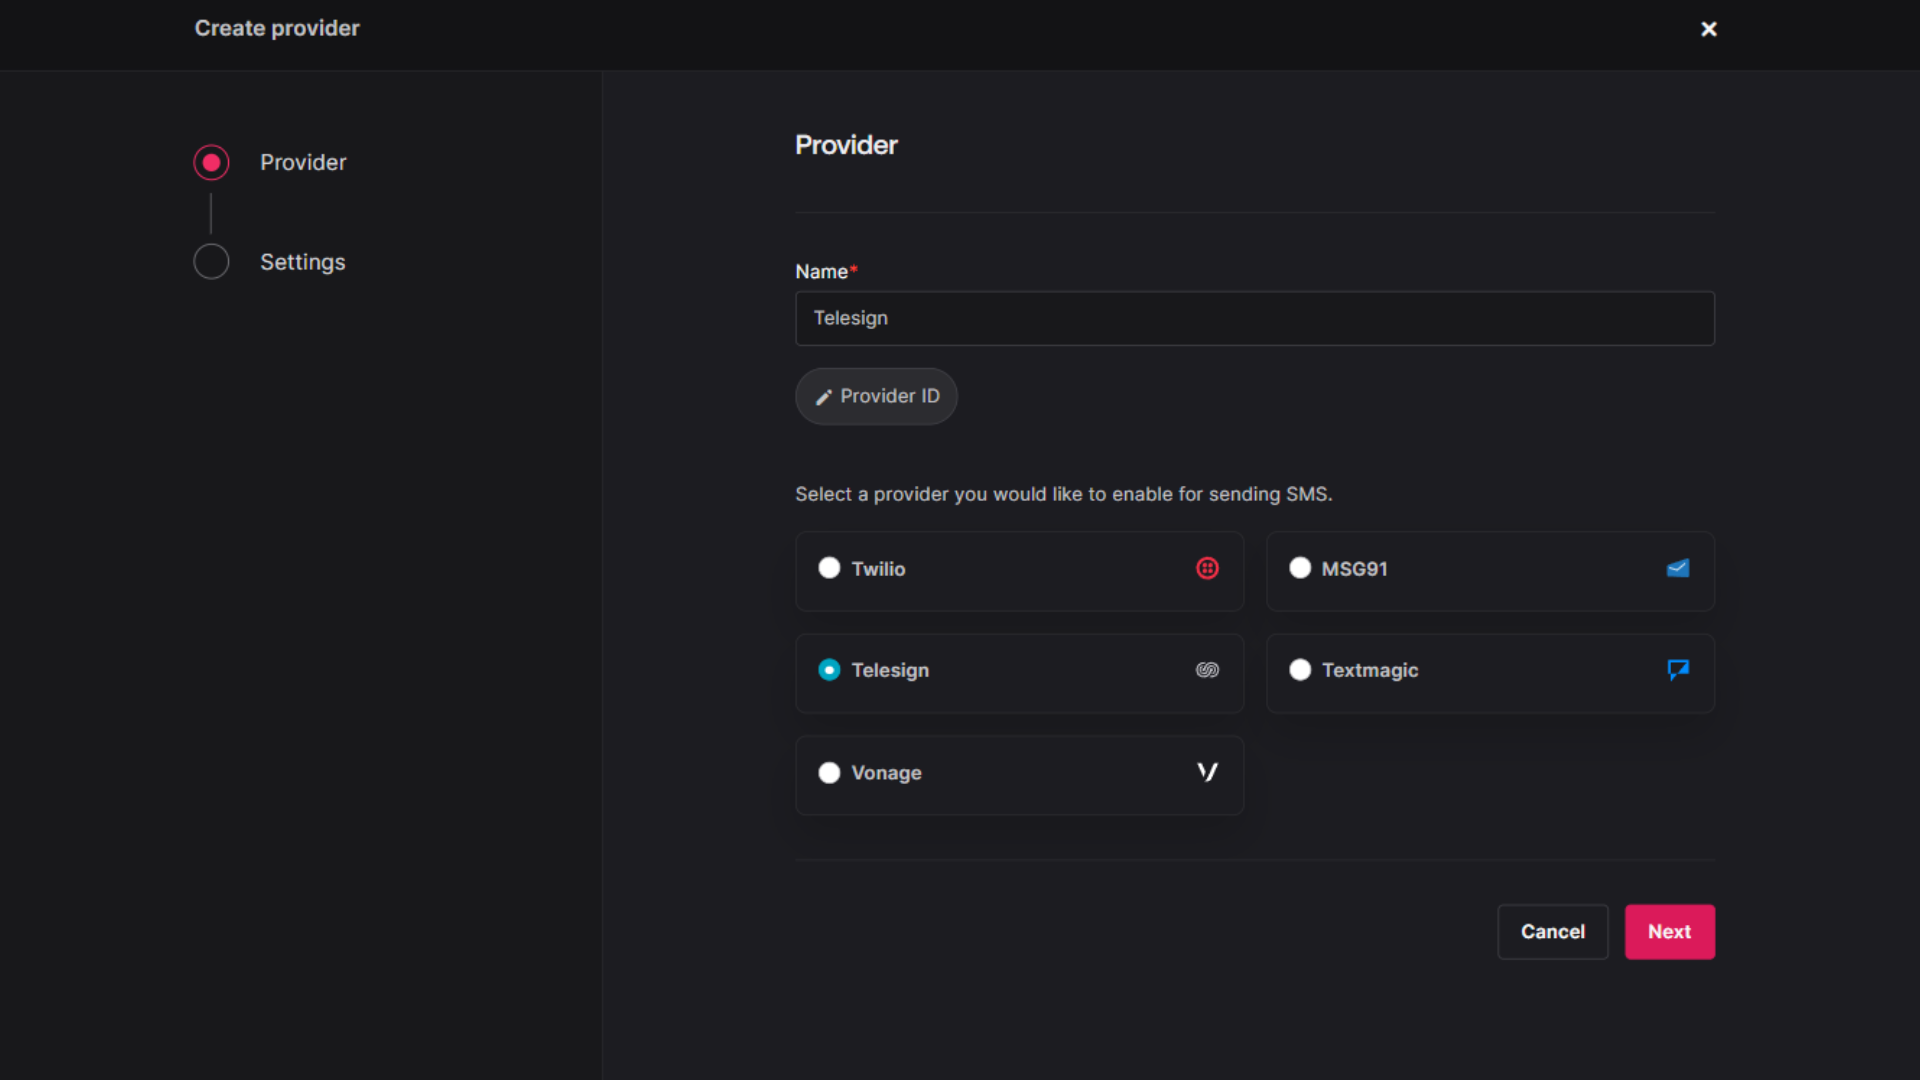 Create provider
Provider
Settings
Provider
Name*
Telesign
Provider ID
Select a provider you would like to enable for sending SMS.
Twilio
MSG91
Telesign
Textmagic
Vonage
Cancel
Next